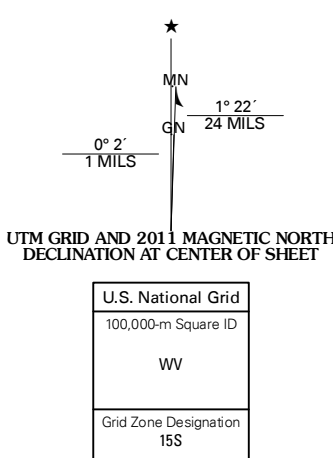 ★
MN
1° 22´
24 MILS
GN
0° 2´
1 MILS
UTM GRID AND 2011 MAGNETIC NORTH
DECLINATION AT CENTER OF SHEET
U.S. National Grid
100,000-m Square ID
WV
Grid Zone Designation
15S